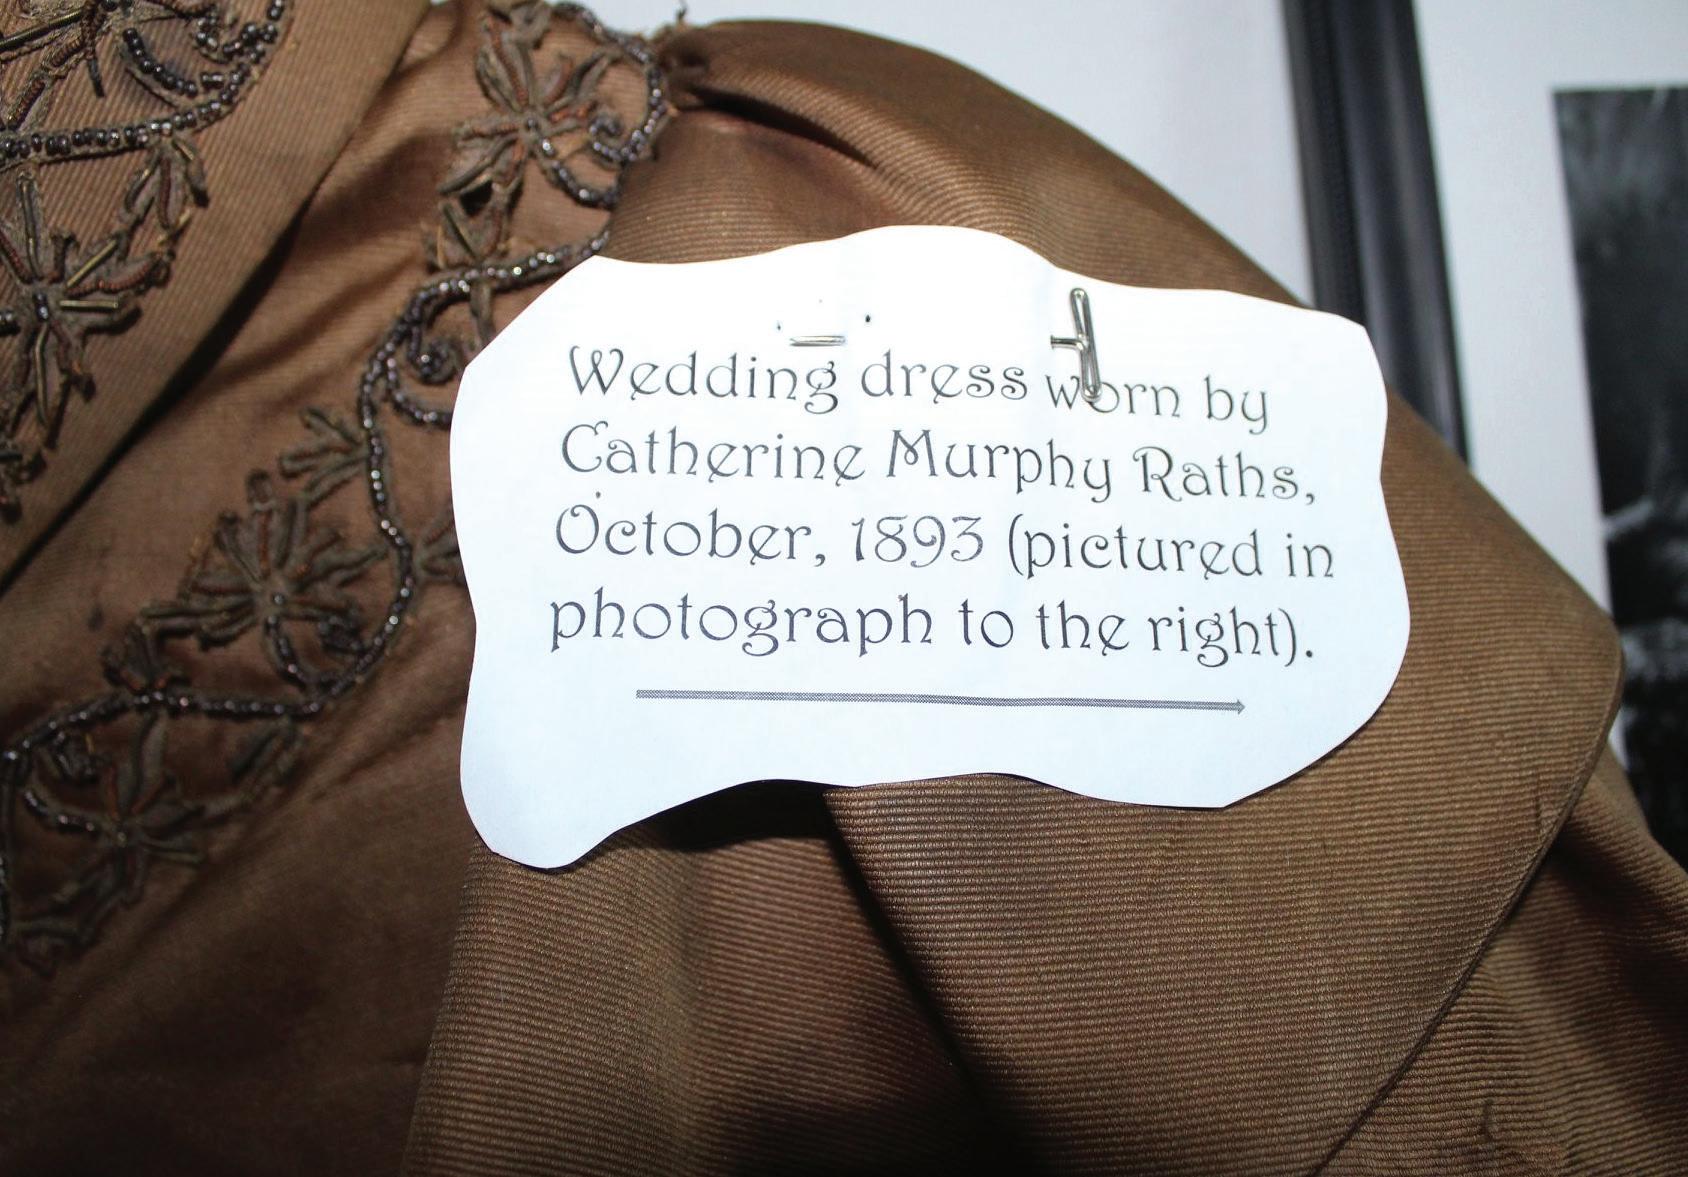 Wedding dress worn by
Catherine Murphy Raths,
October, 1893 (pictured in
photograph to the right).